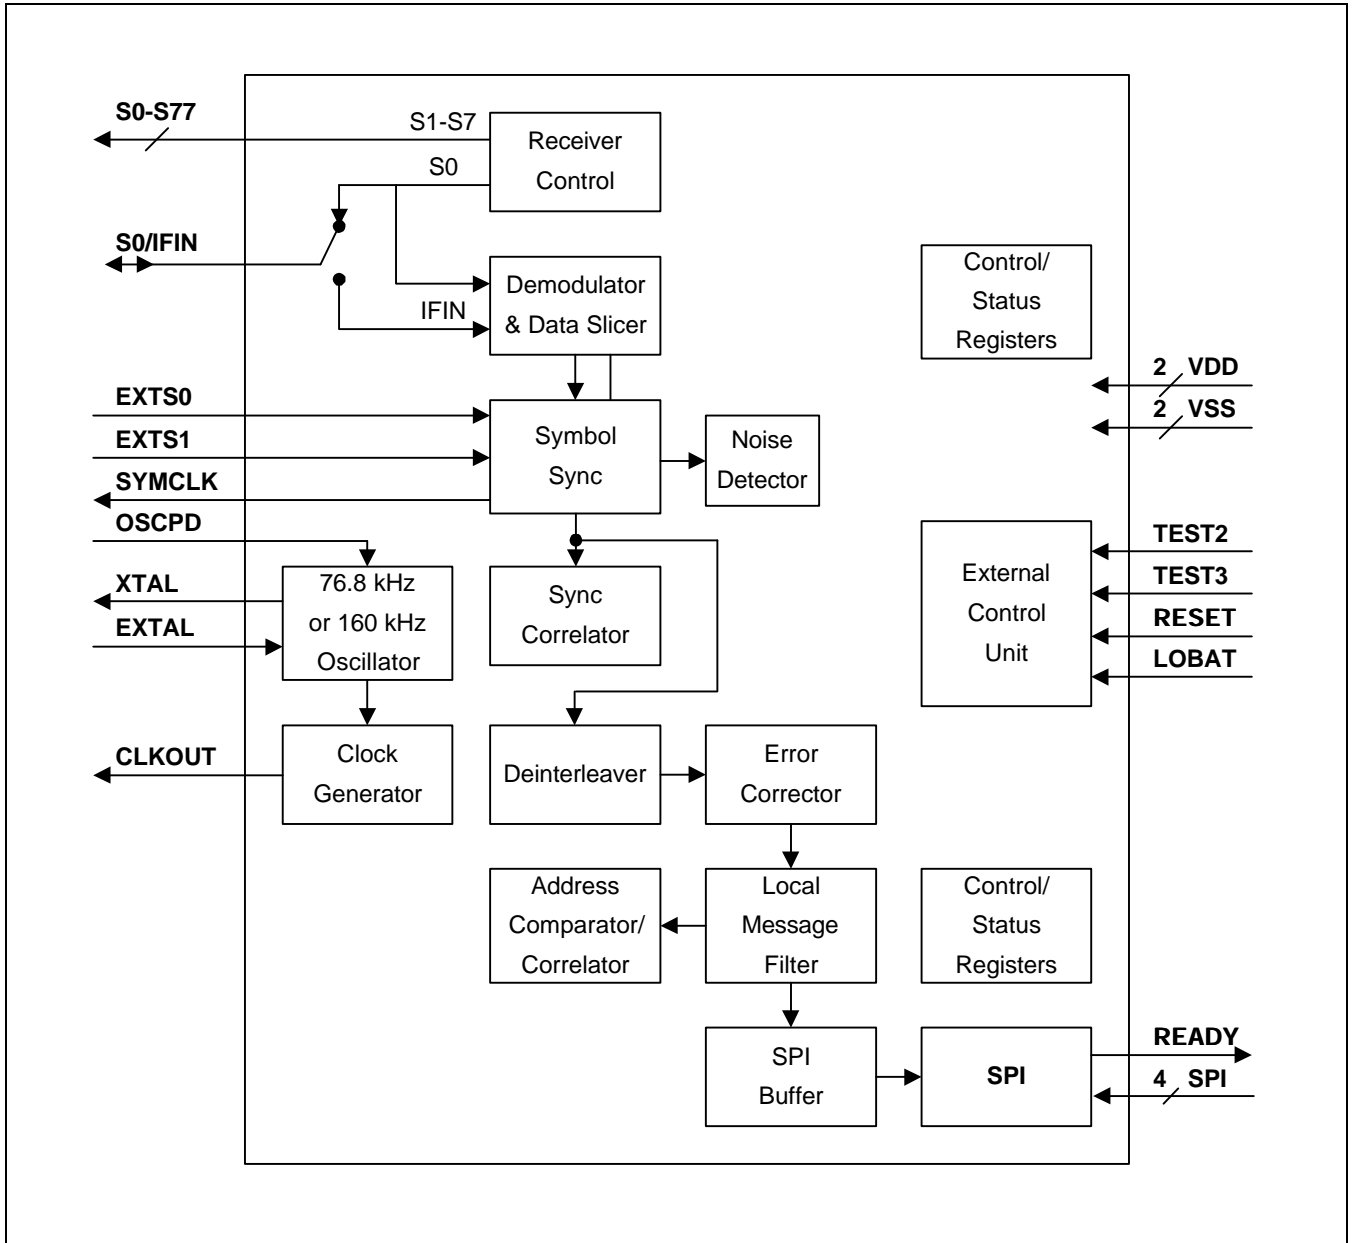 S0-S77
S1-S7
Receiver
Control
S0
S0/IFIN
Demodulator
& Data Slicer
IFIN
Control/
Status
Registers
2 VDD
2 VSS
EXTS0
EXTS1
SYMCLK
OSCPD
XTAL
EXTAL
Symbol
Sync
Noise
Detector
76.8 kHz
or 160 kHz
Oscillator
Sync
Correlator
External
Control
Unit
TEST2
TEST3
RESET
LOBAT
CLKOUT
Clock
Generator
Deinterleaver
Error
Corrector
Address
Comparator/
Correlator
Local
Message
Filter
Control/
Status
Registers
SPI
Buffer
SPI
READY
4 SPI